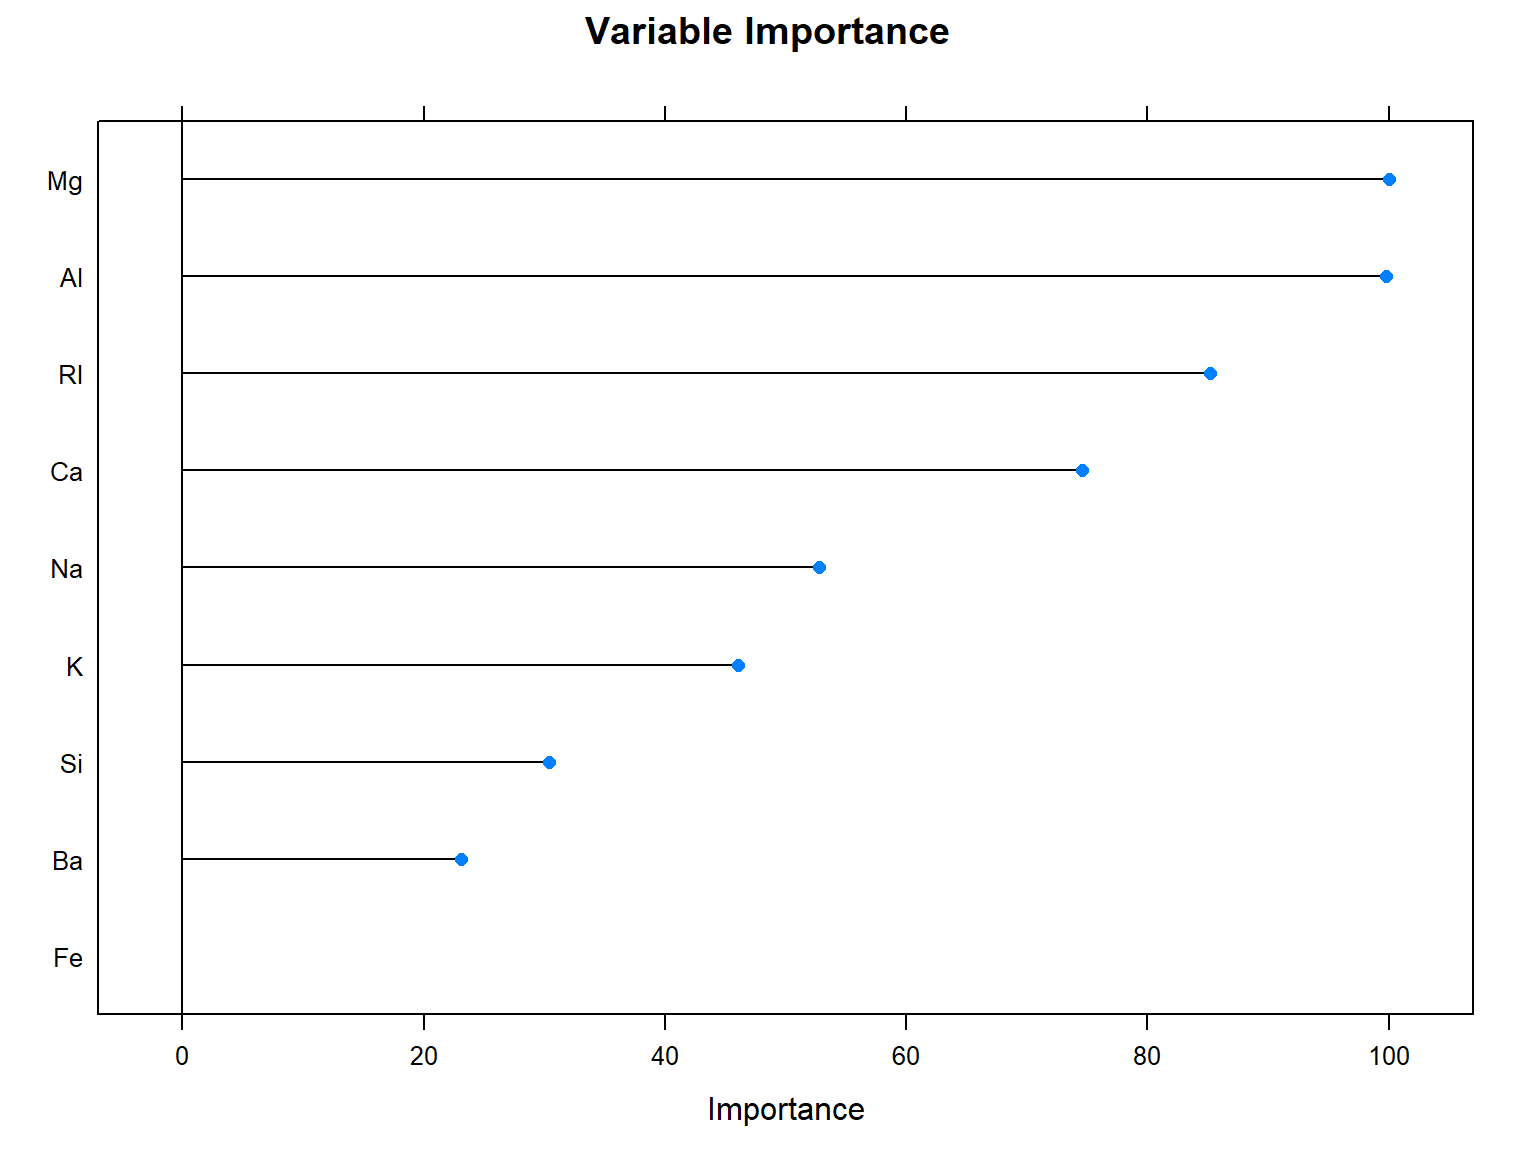 Variable Importance
Mg
Al
RI
Ca
Na
K
Si
Ba
Fe
0 20 40 60 80 100
Importance